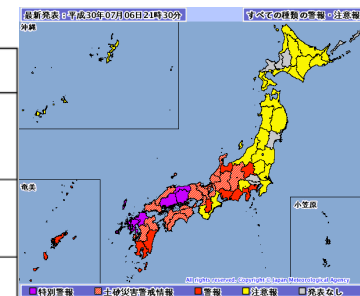 最新発表：平成30年07月06日21時30分 すべての種類の警報・注意報
沖縄
奄美
小笠原
All rights reserved. Copyright © Japan Meteorological Agency
特別警報 土砂災害警戒情報 警報 注意報 発表なし